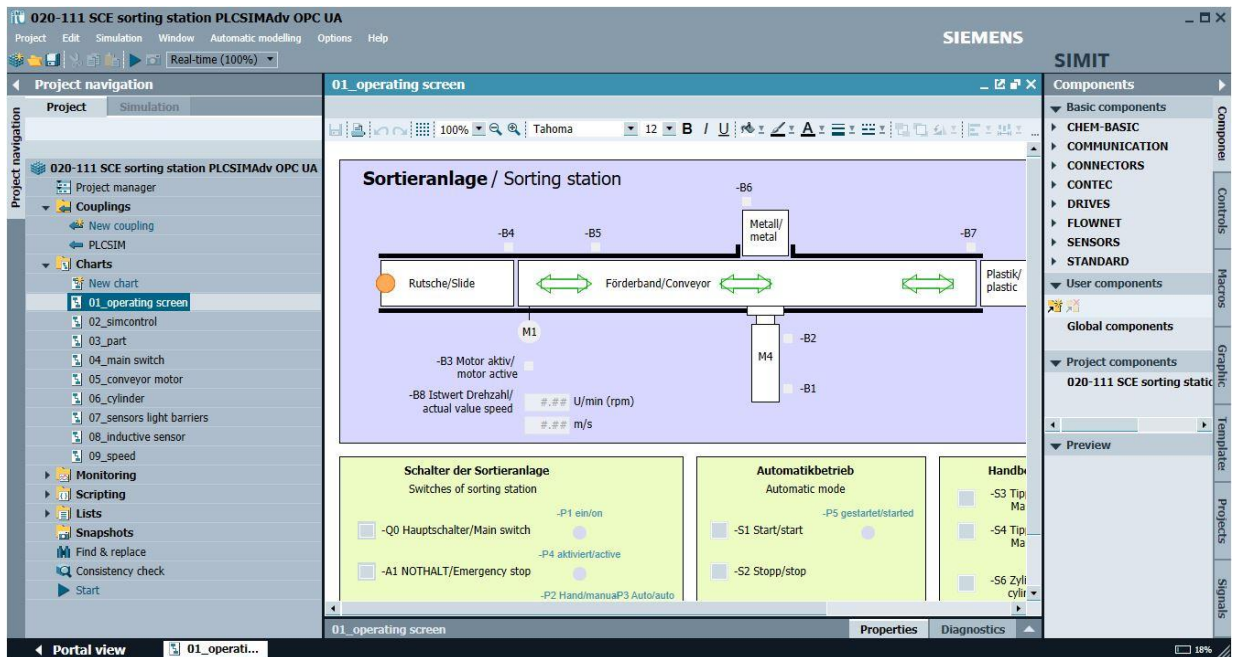 020-111 SCE sorting station PLCSIMAdv OPC UA
Project Edit Simulation Window Automatic modelling Options Help
SIEMENS
Real-time (100%)
SIMIT
Project navigation
Project Simulation
Project navigation
020-111 SCE sorting station PLCSIMAdv OPC UA
Project manager
Couplings
New coupling
PLCSIM
Charts
New chart
01_operating screen
02_simcontrol
03_part
04_main switch
05_conveyor motor
06_cylinder
07_sensors light barriers
08_inductive sensor
09_speed
Monitoring
Scripting
Lists
Snapshots
Find & replace
Consistency check
Start
01_operating screen
100% Tahoma 12 B I U A
Sortieranlage / Sorting station
-B6
Metall/
metal
-B4 -B5 -B7
Rutsche/Slide
Förderband/Conveyor
Plastik/
plastic
M1
-B2
-B3 Motor aktiv/
motor active
M4
-B1
-B8 Istwert Drehzahl/
actual value speed
#.## U/min (rpm)
#.## m/s
Schalter der Sortieranlage
Switches of sorting station
-P1 ein/on
-Q0 Hauptschalter/Main switch
-P4 aktiviert/active
-A1 NOTHALT/Emergency stop
-P2 Hand/manuaP3 Auto/auto
Automatikbetrieb
Automatic mode
-P5 gestartet/started
-S1 Start/start
-S2 Stopp/stop
Handb
-S3 Tip
Ma
-S4 Tip
Ma
-S6 Zyli
cylir
01_operating screen
Properties Diagnostics
Components
Basic components
CHEM-BASIC
COMMUNICATION
CONNECTORS
CONTEC
DRIVES
FLOWNET
SENSORS
STANDARD
User components
Global components
Project components
020-111 SCE sorting static
Preview
Componei
Controls
Macros
Graphic
Templates
Projects
Signals
Portal view 01_operati...
18%